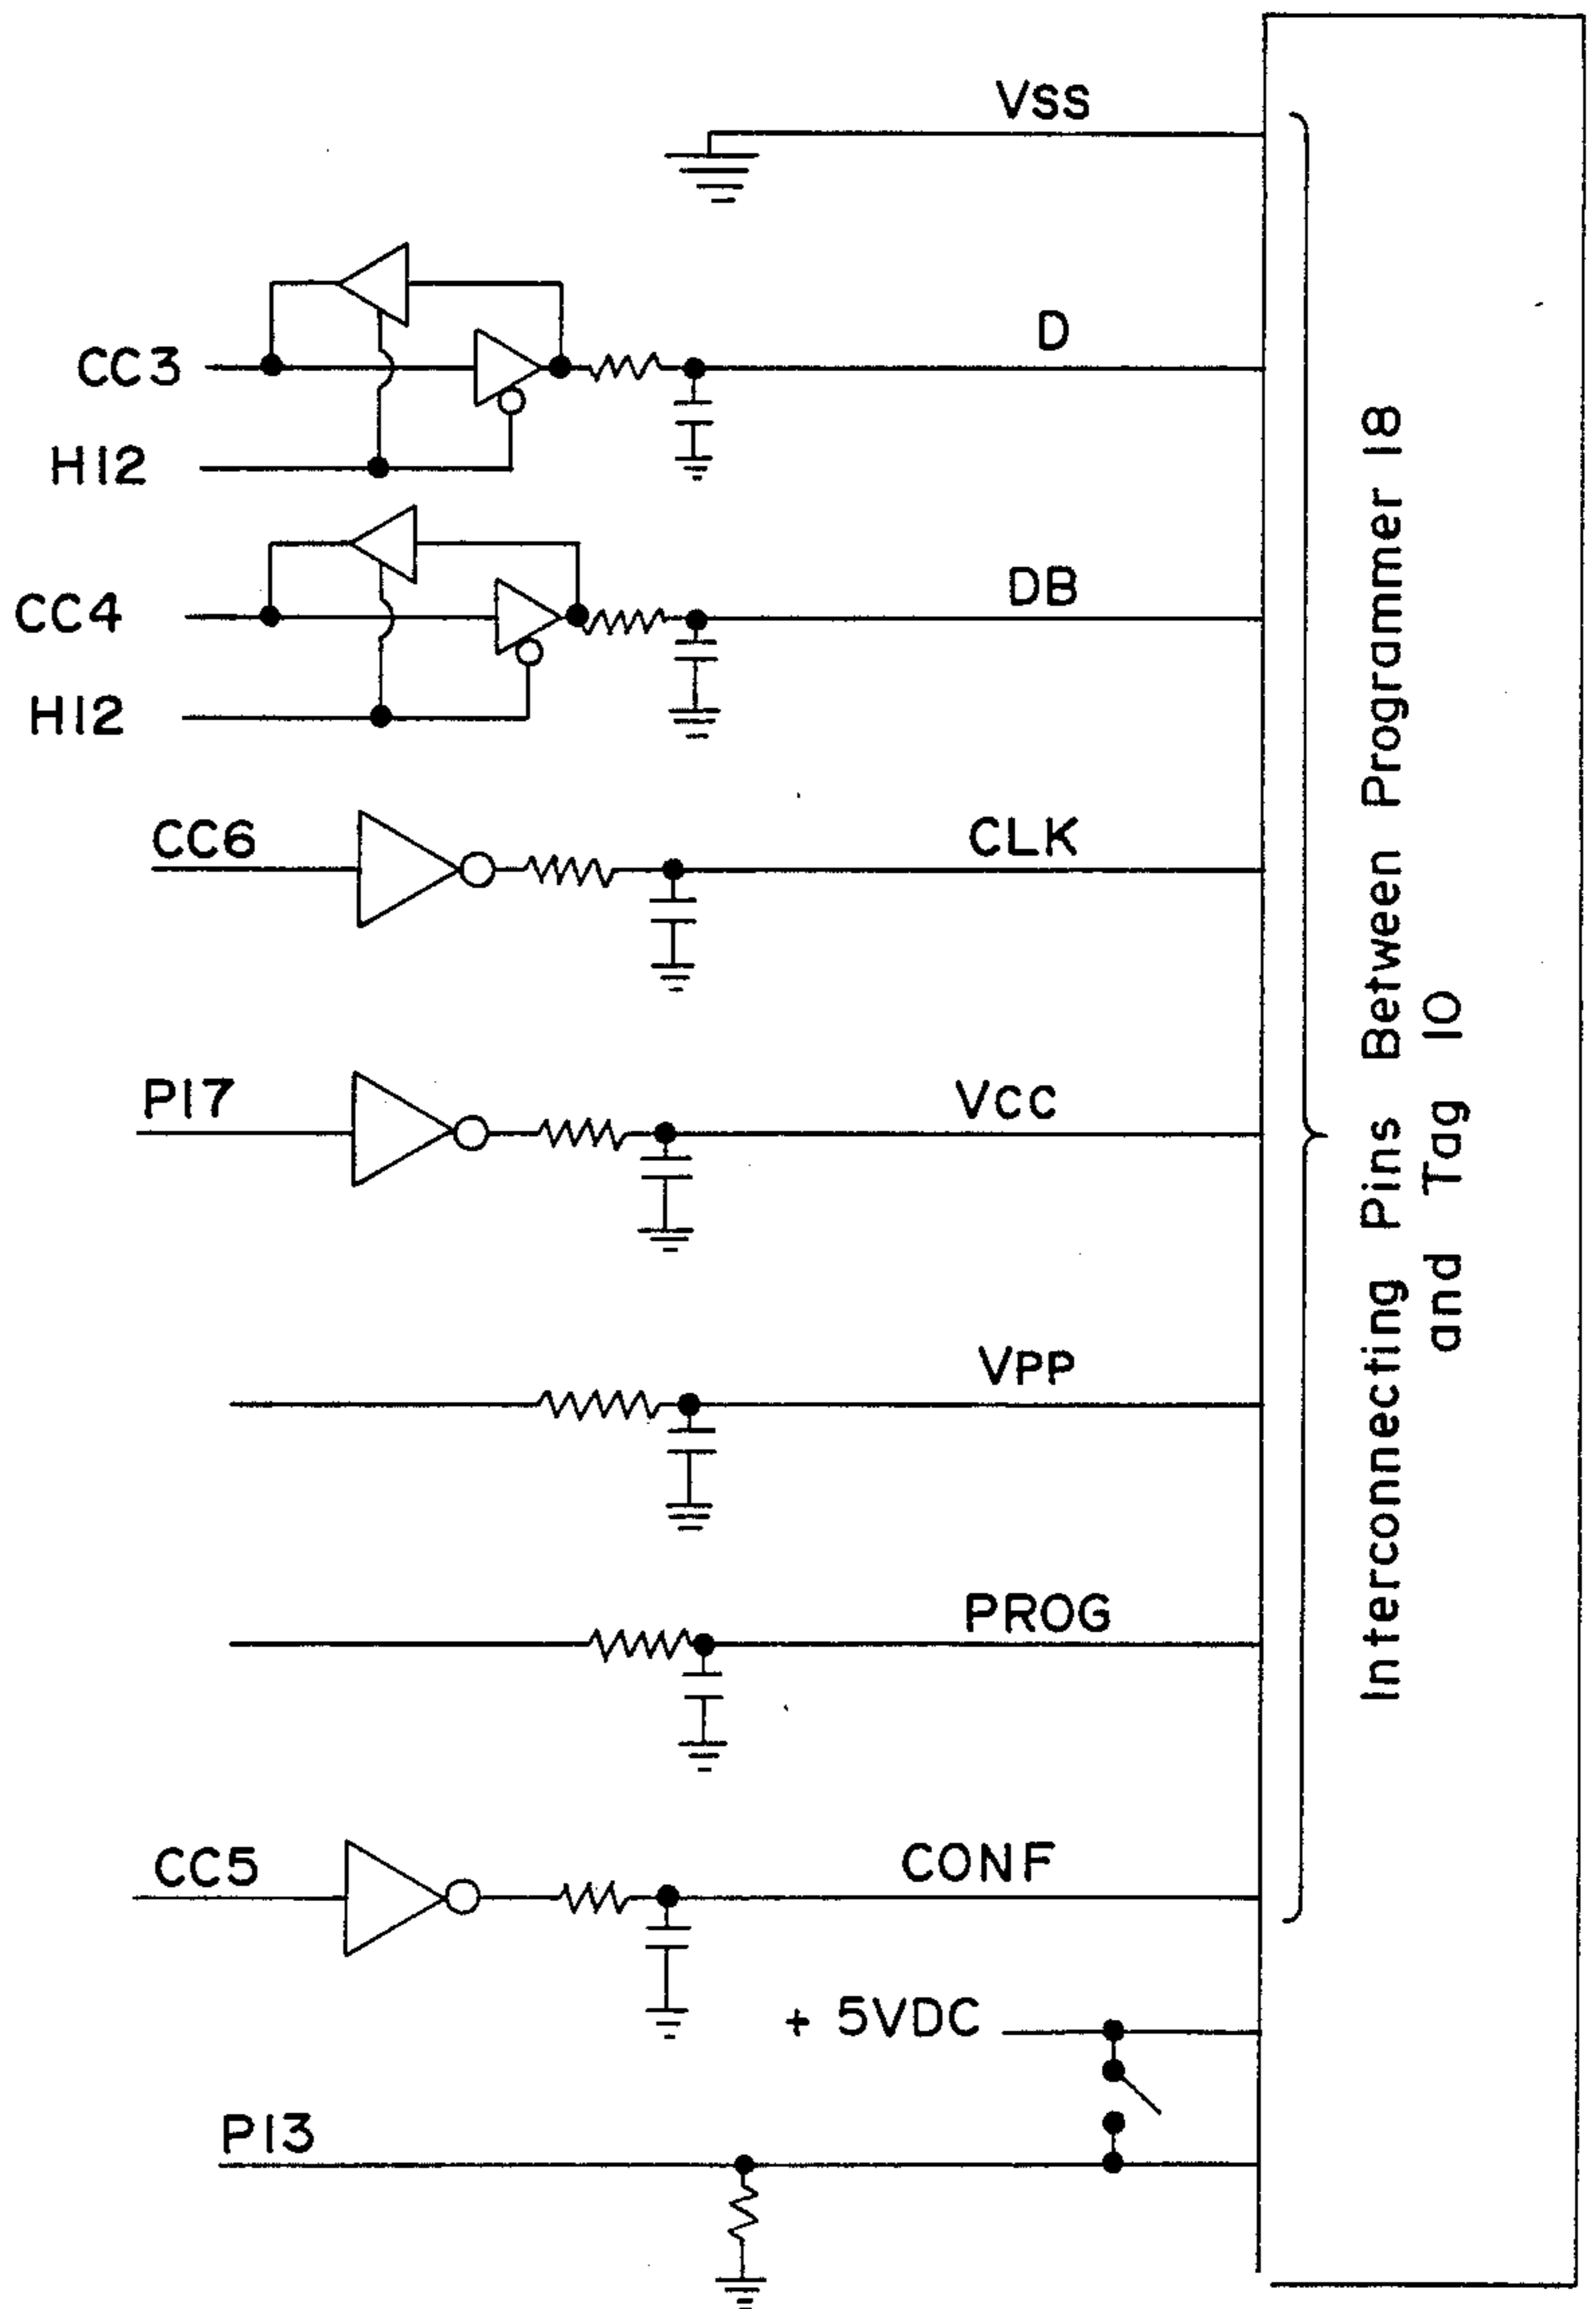 VSS
D
CC3
H12
DB
CC4
H12
CLK
CC6
VCC
P17
VPP
PROG
CONF
CC5
+ 5VDC
P13
Interconnecting Pins Between Programmer 18
and Tag 10